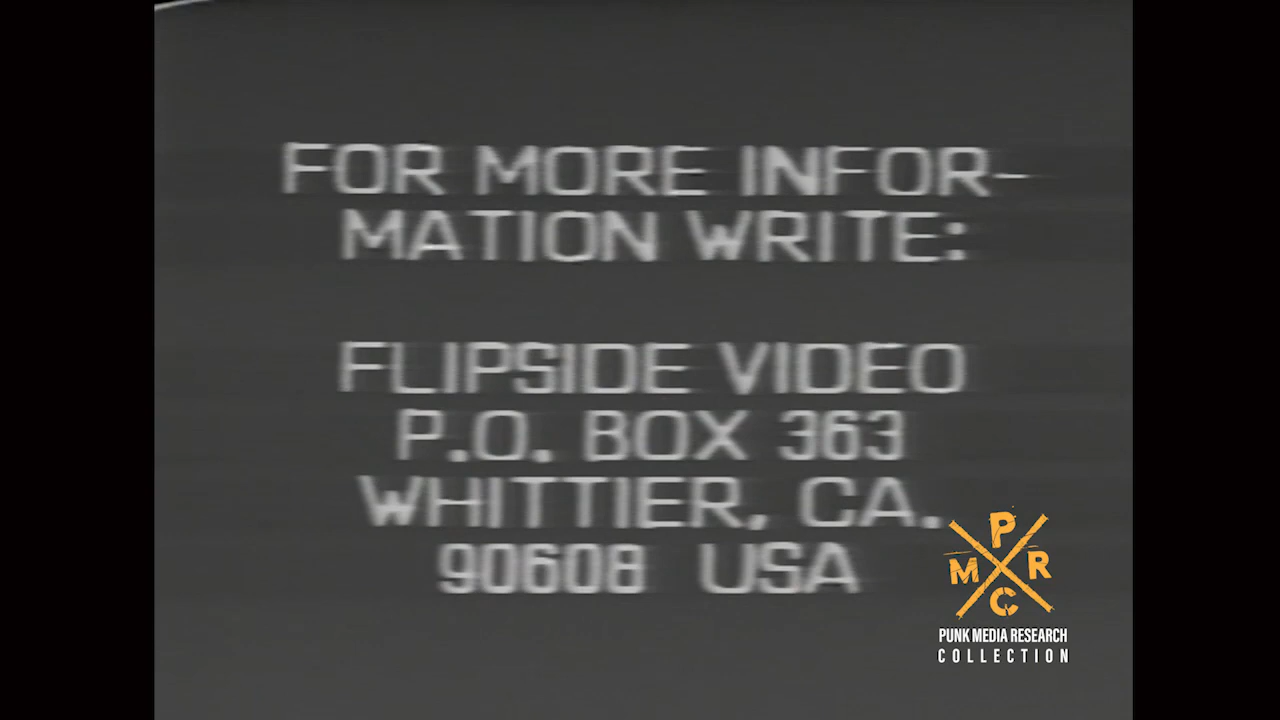 FOR MORE INFOR-
MATION WRITE:
FLIPSIDE VIDEO
P.O. BOX 363
WHITTIER, CA.
90608 USA
P
M R
C
PUNK MEDIA RESEARCH
COLLECTION